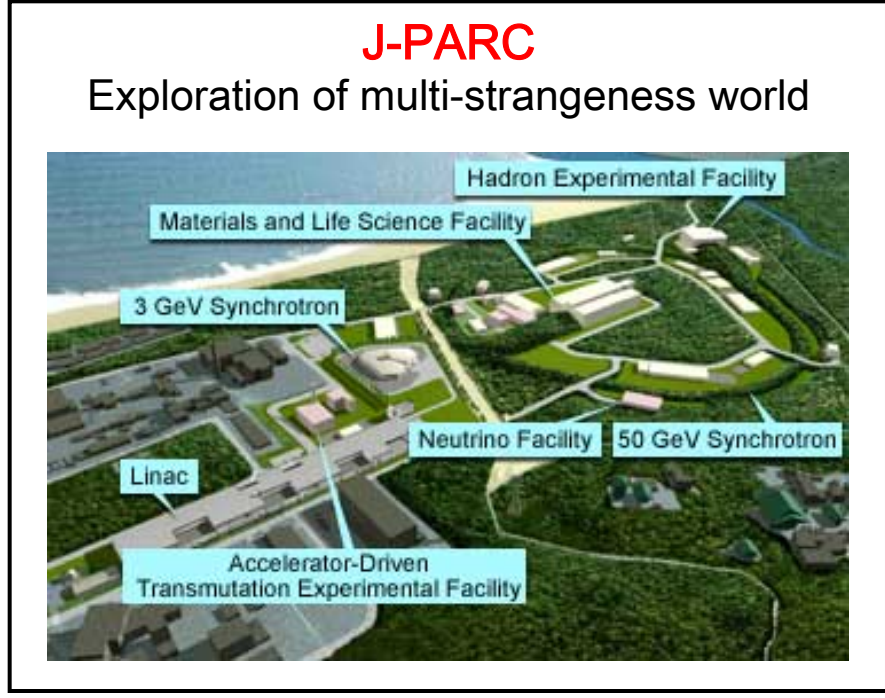 J-PARC
Exploration of multi-strangeness world
Hadron Experimental Facility
Materials and Life Science Facility
3 GeV Synchrotron
Neutrino Facility
50 GeV Synchrotron
Linac
Accelerator-Driven
Transmutation Experimental Facility